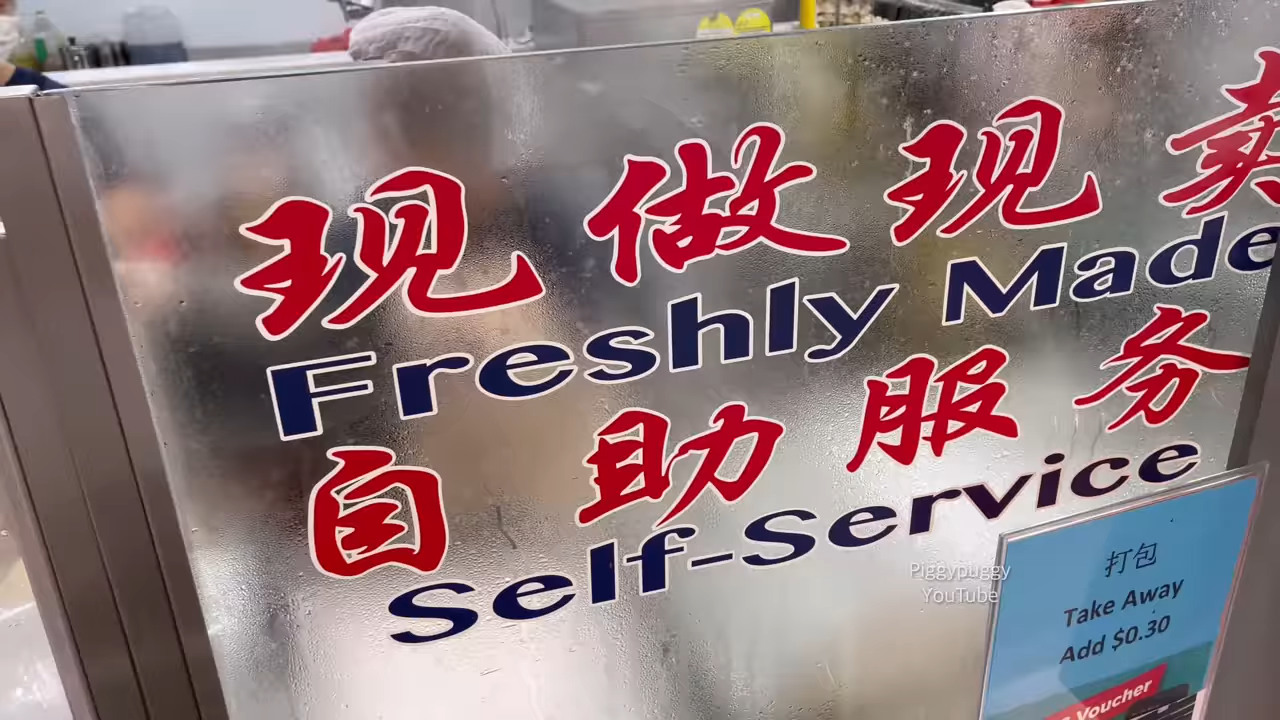 现做现卖
Freshly Made
自助服务
Self-Service
Piggypuggy
YouTube
打包
Take Away
Add $0.30
Voucher